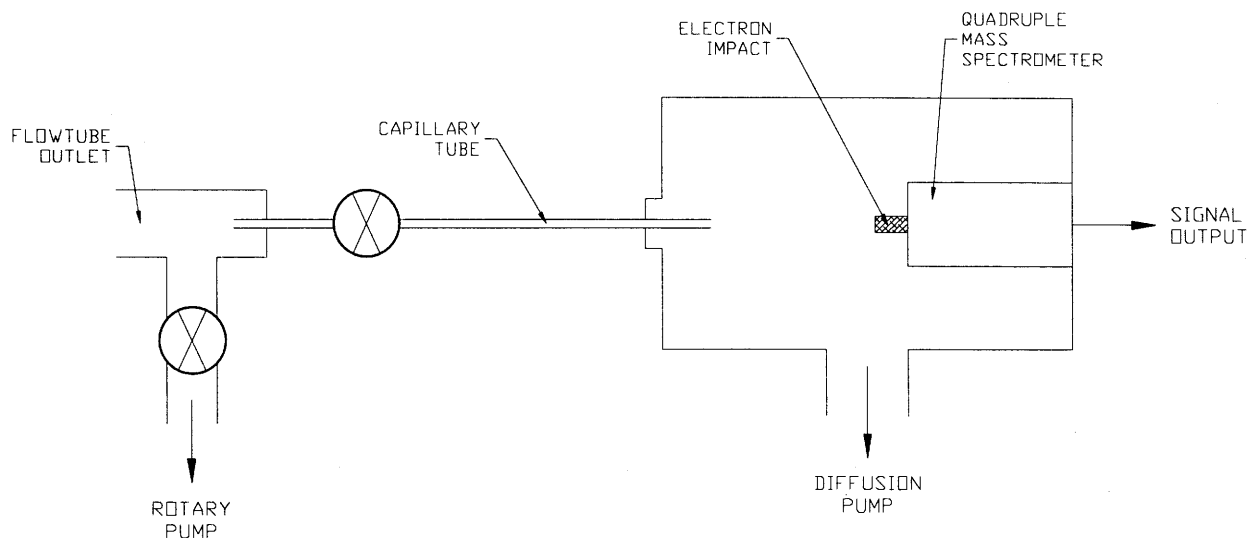 ELECTRON
IMPACT
QUADRUPLE
MASS
SPECTROMETER
FLOWTUBE
OUTLET
CAPILLARY
TUBE
SIGNAL
OUTPUT
ROTARY
PUMP
DIFFUSION
PUMP